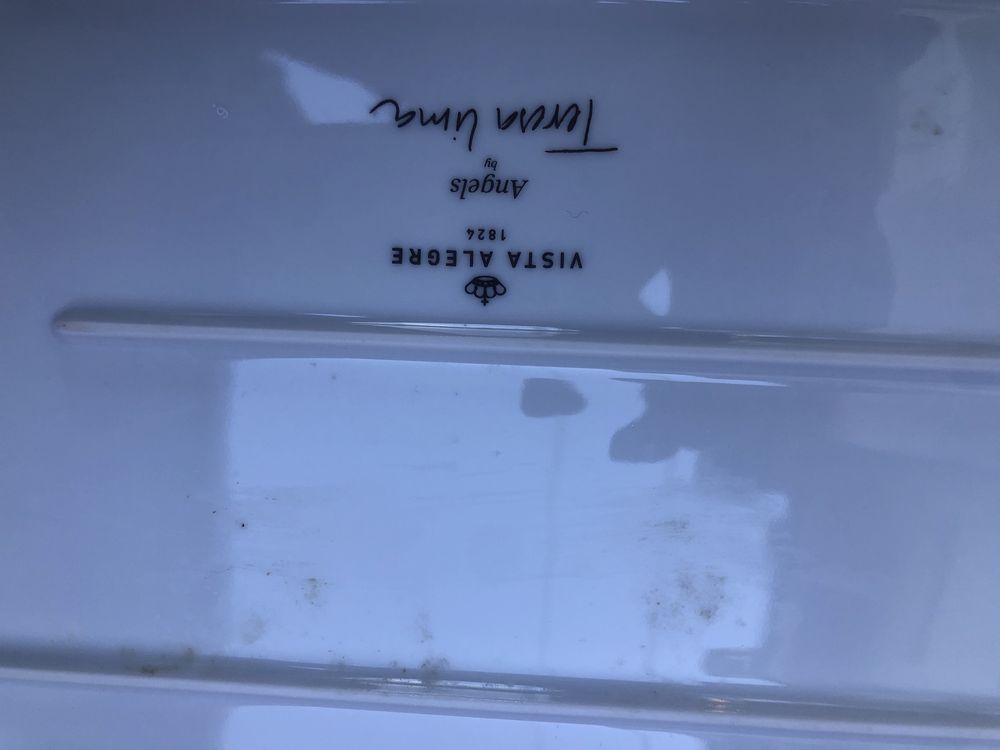 VISTA ALEGRE
1824
Angels
by
Teresa Lima